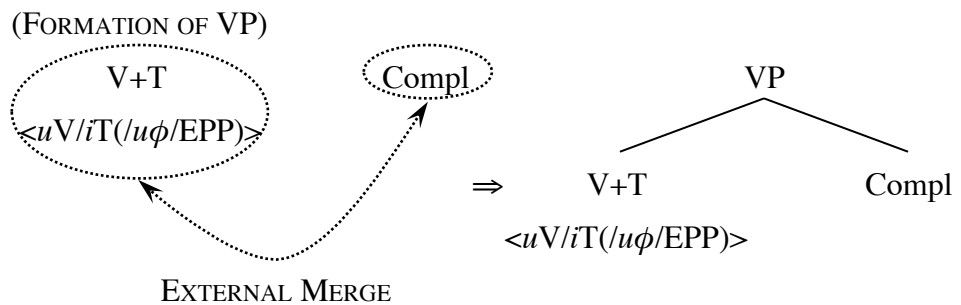 (FORMATION OF VP)
V+T
Compl
VP
<uV/iT(/uϕ/EPP)>
⇒
V+T
Compl
<uV/iT(/uϕ/EPP)>
EXTERNAL MERGE